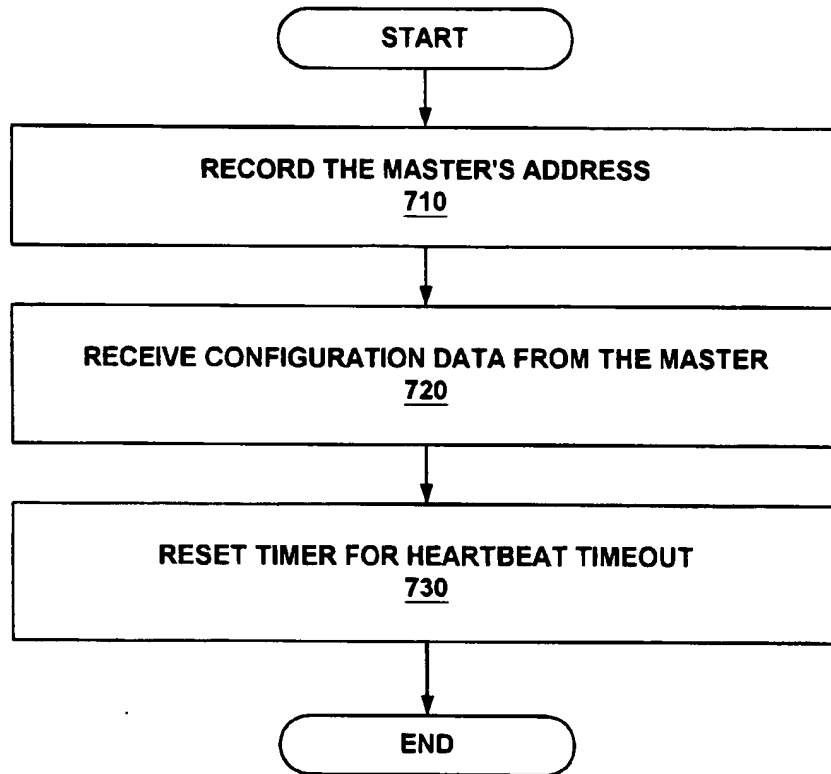 START
RECORD THE MASTER'S ADDRESS
710
RECEIVE CONFIGURATION DATA FROM THE MASTER
720
RESET TIMER FOR HEARTBEAT TIMEOUT
730
END